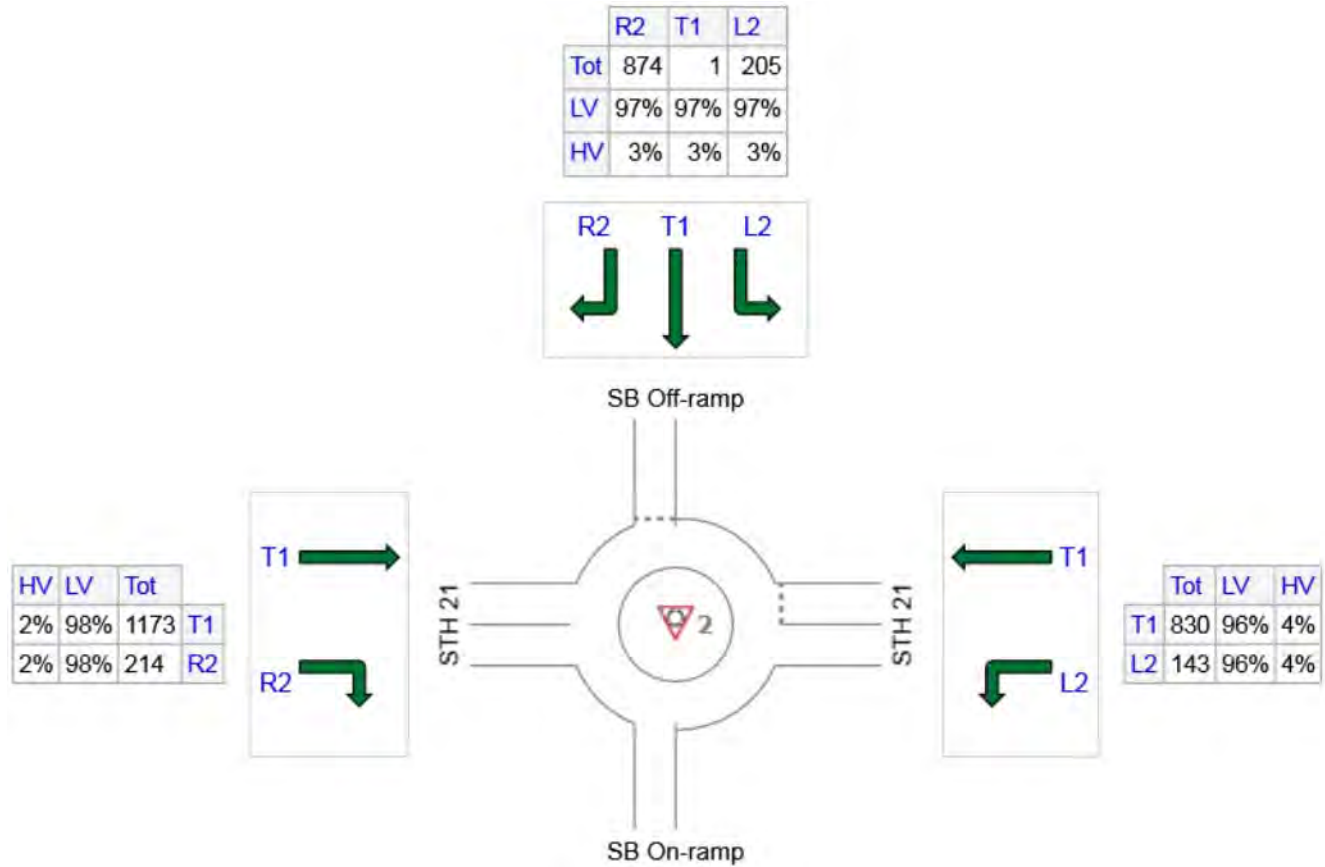 R2 T1 L2
Tot 874 1 205
LV 97% 97% 97%
HV 3% 3% 3%
R2 T1 L2
SB Off-ramp
T1
R2
HV LV Tot
2% 98% 1173 T1
2% 98% 214 R2
STH 21
2
STH 21
T1
L2
Tot LV HV
T1 830 96% 4%
L2 143 96% 4%
SB On-ramp